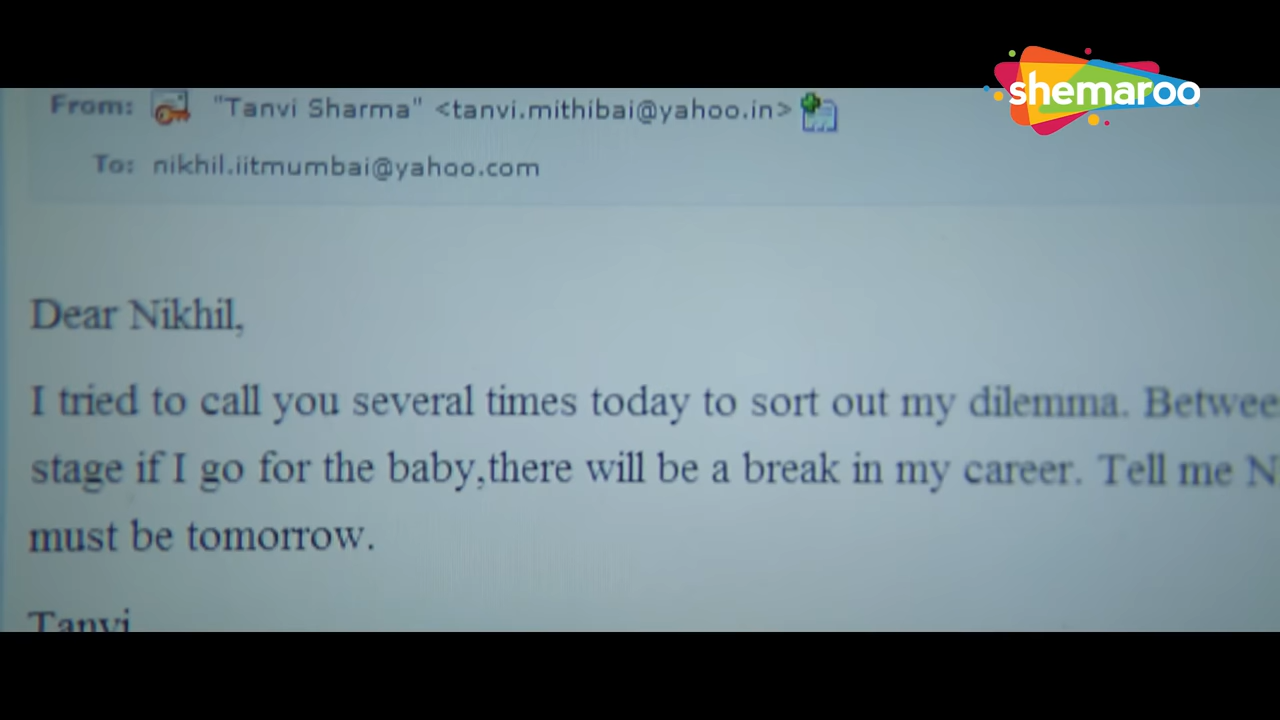 shemaroo
From: "Tanvi Sharma" <tanvi.mithibai@yahoo.in>
To: nikhil.iitmumbai@yahoo.com
Dear Nikhil,
I tried to call you several times today to sort out my dilemma. Betwee
stage if I go for the baby,there will be a break in my career. Tell me N
must be tomorrow.
Tanvi